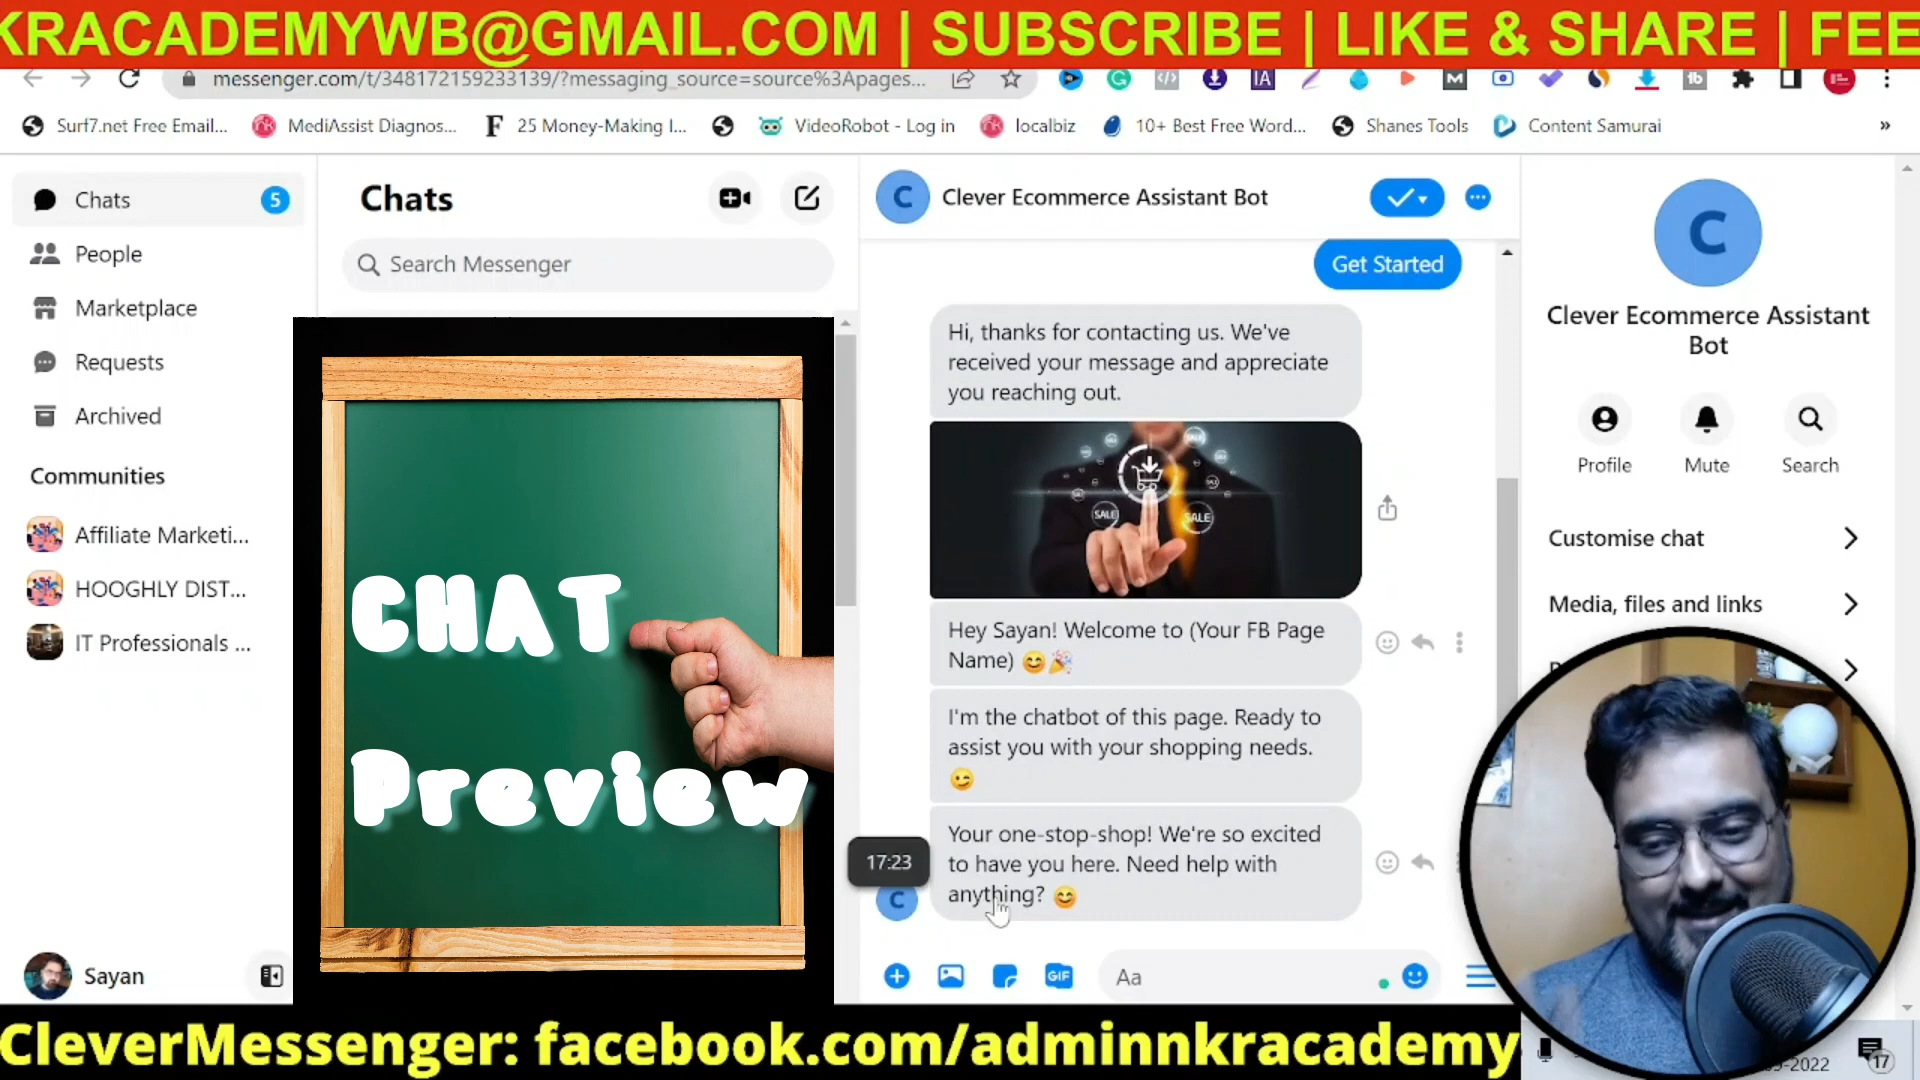 KRACADEMYWB@GMAIL.COM | SUBSCRIBE | LIKE & SHARE | FEE
messenger.com/t/348172159233139/?messaging_source=source%3Apages...
IA
M
tb
Surf7.net Free Email...
MediAssist Diagnos...
F 25 Money-Making I...
VideoRobot - Log in
localbiz
10+ Best Free Word...
Shanes Tools
Content Samurai
»
Chats
5
People
Marketplace
Requests
Archived
Communities
Affiliate Marketi...
HOOGHLY DIST...
IT Professionals ...
Sayan
Chats
Search Messenger
CHAT
Preview
C
Clever Ecommerce Assistant Bot
Get Started
Hi, thanks for contacting us. We've
received your message and appreciate
you reaching out.
SALE
SALE
Hey Sayan! Welcome to (Your FB Page
Name) 😊🎉
I'm the chatbot of this page. Ready to
assist you with your shopping needs.
😉
Your one-stop-shop! We're so excited
to have you here. Need help with
anything? 😊
17:23
C
GIF
Aa
C
Clever Ecommerce Assistant
Bot
Profile
Mute
Search
Customise chat
Media, files and links
CleverMessenger: facebook.com/adminnkracademy
-2022
17